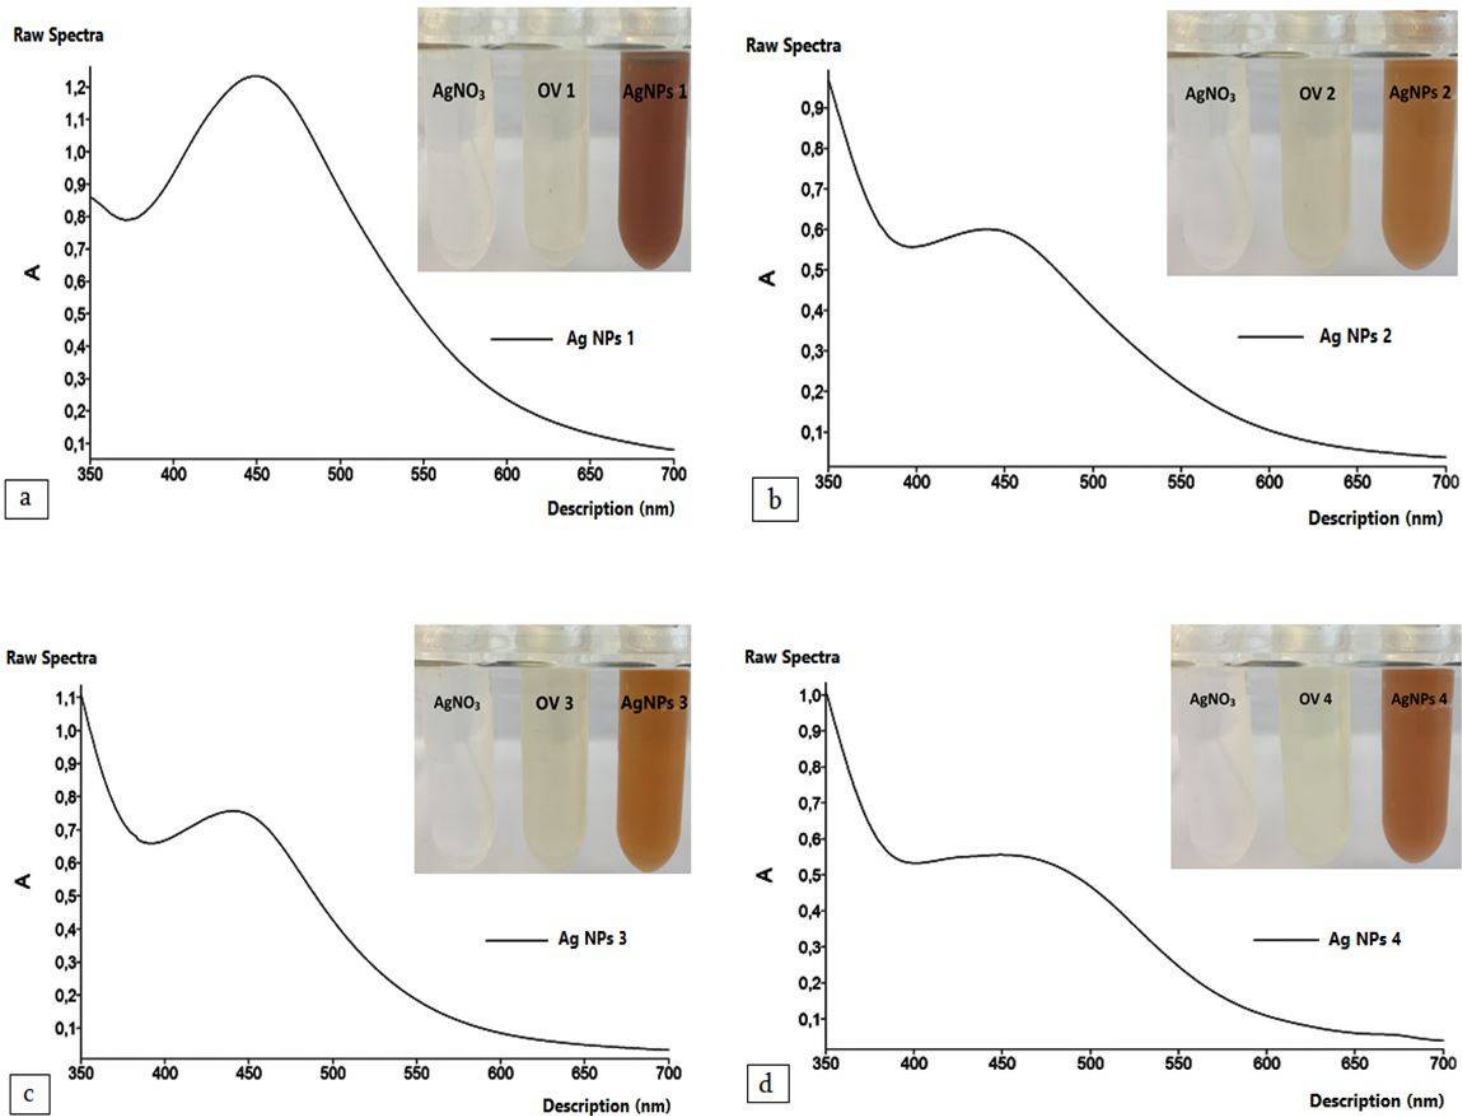 Raw Spectra
AgNO₃ OV 1 AgNPs 1
1,2
1,1
1,0
0,9
0,8
0,7
0,6
0,5
0,4
0,3
0,2
0,1
A
Ag NPs 1
350 400 450 500 550 600 650 700
Description (nm)
a
Raw Spectra
AgNO₃ OV 2 AgNPs 2
0,9
0,8
0,7
0,6
0,5
0,4
0,3
0,2
0,1
A
Ag NPs 2
350 400 450 500 550 600 650 700
Description (nm)
b
Raw Spectra
AgNO₃ OV 3 AgNPs 3
1,1
1,0
0,9
0,8
0,7
0,6
0,5
0,4
0,3
0,2
0,1
A
Ag NPs 3
350 400 450 500 550 600 650 700
Description (nm)
c
Raw Spectra
AgNO₃ OV 4 AgNPs 4
1,0
0,9
0,8
0,7
0,6
0,5
0,4
0,3
0,2
0,1
A
Ag NPs 4
350 400 450 500 550 600 650 700
Description (nm)
d